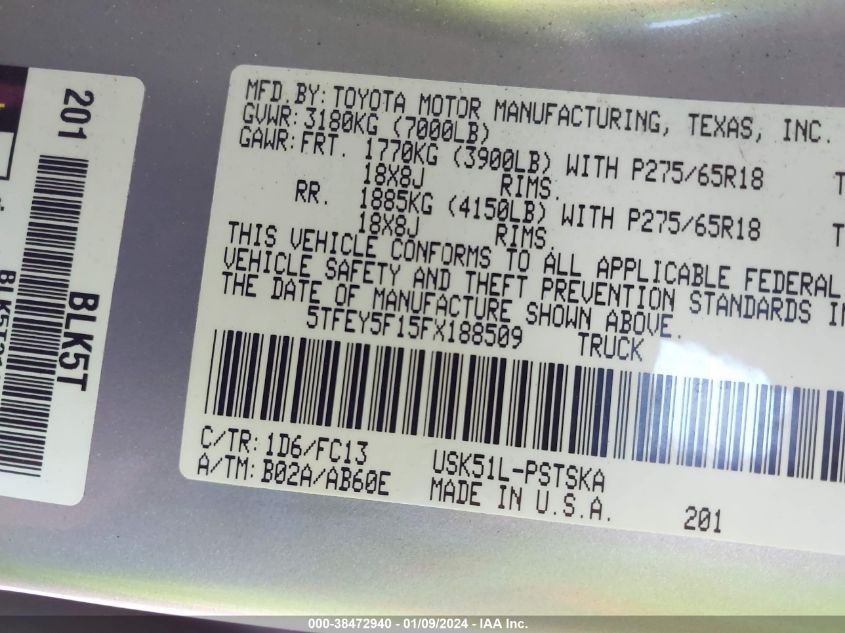 201
BLK5T
MFD.BY: TOYOTA MOTOR MANUFACTURING, TEXAS, INC.
GVWR: 3180KG (7000LB)
GAWR: FRT. 1770KG (3900LB) WITH P275/65R18
18X8J RIMS.
RR. 1885KG (4150LB) WITH P275/65R18
18X8J RIMS.
THIS VEHICLE CONFORMS TO ALL APPLICABLE FEDERAL
VEHICLE SAFETY AND THEFT PREVENTION STANDARDS
THE DATE OF MANUFACTURE SHOWN ABOVE.
5TFEY5F15FX188509 TRUCK
C/TR: 1D6/FC13
A/TM: B02A/AB60E
USK51L-PSTSKA
MADE IN U.S.A. 201
000-38472940 - 01/09/2024 - IAA Inc.